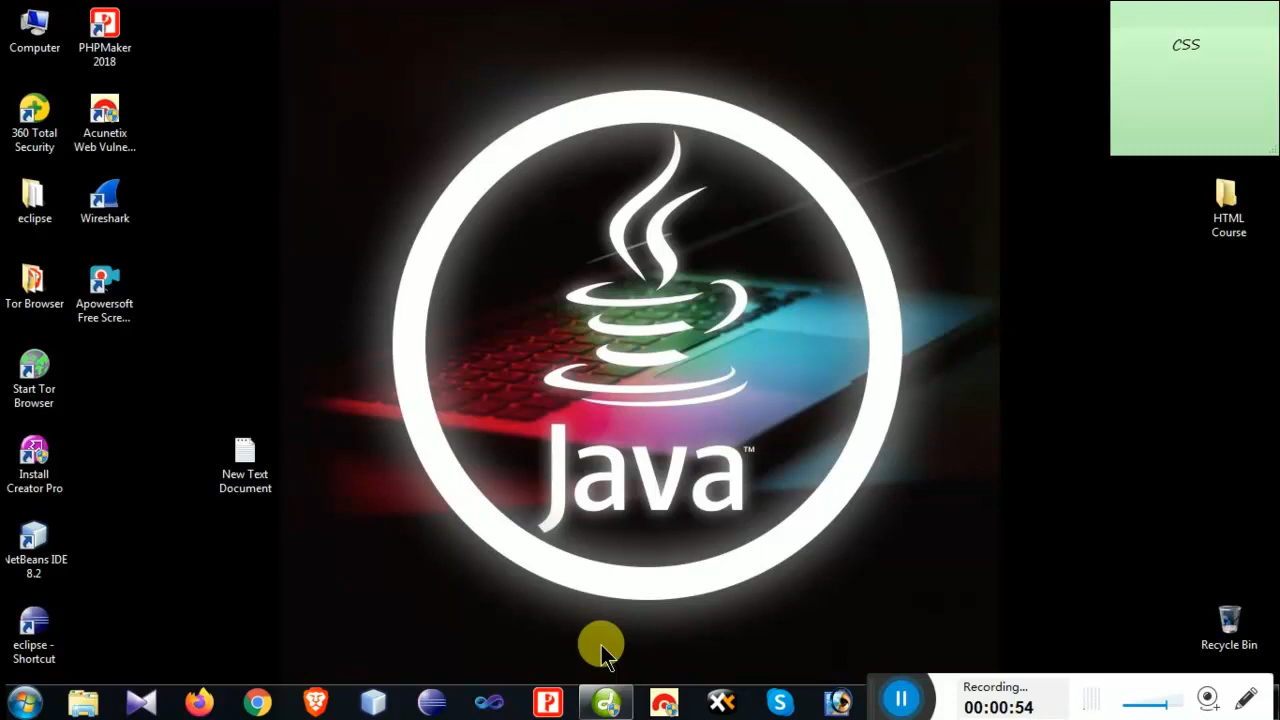 Computer
PHPMaker
2018
360 Total
Security
Acunetix
Web Vulne...
eclipse
Wireshark
Tor Browser
Apowersoft
Free Scre...
Start Tor
Browser
Install
Creator Pro
New Text
Document
NetBeans IDE
8.2
eclipse -
Shortcut
Java™
CSS
HTML
Course
Recycle Bin
Recording...
00:00:54